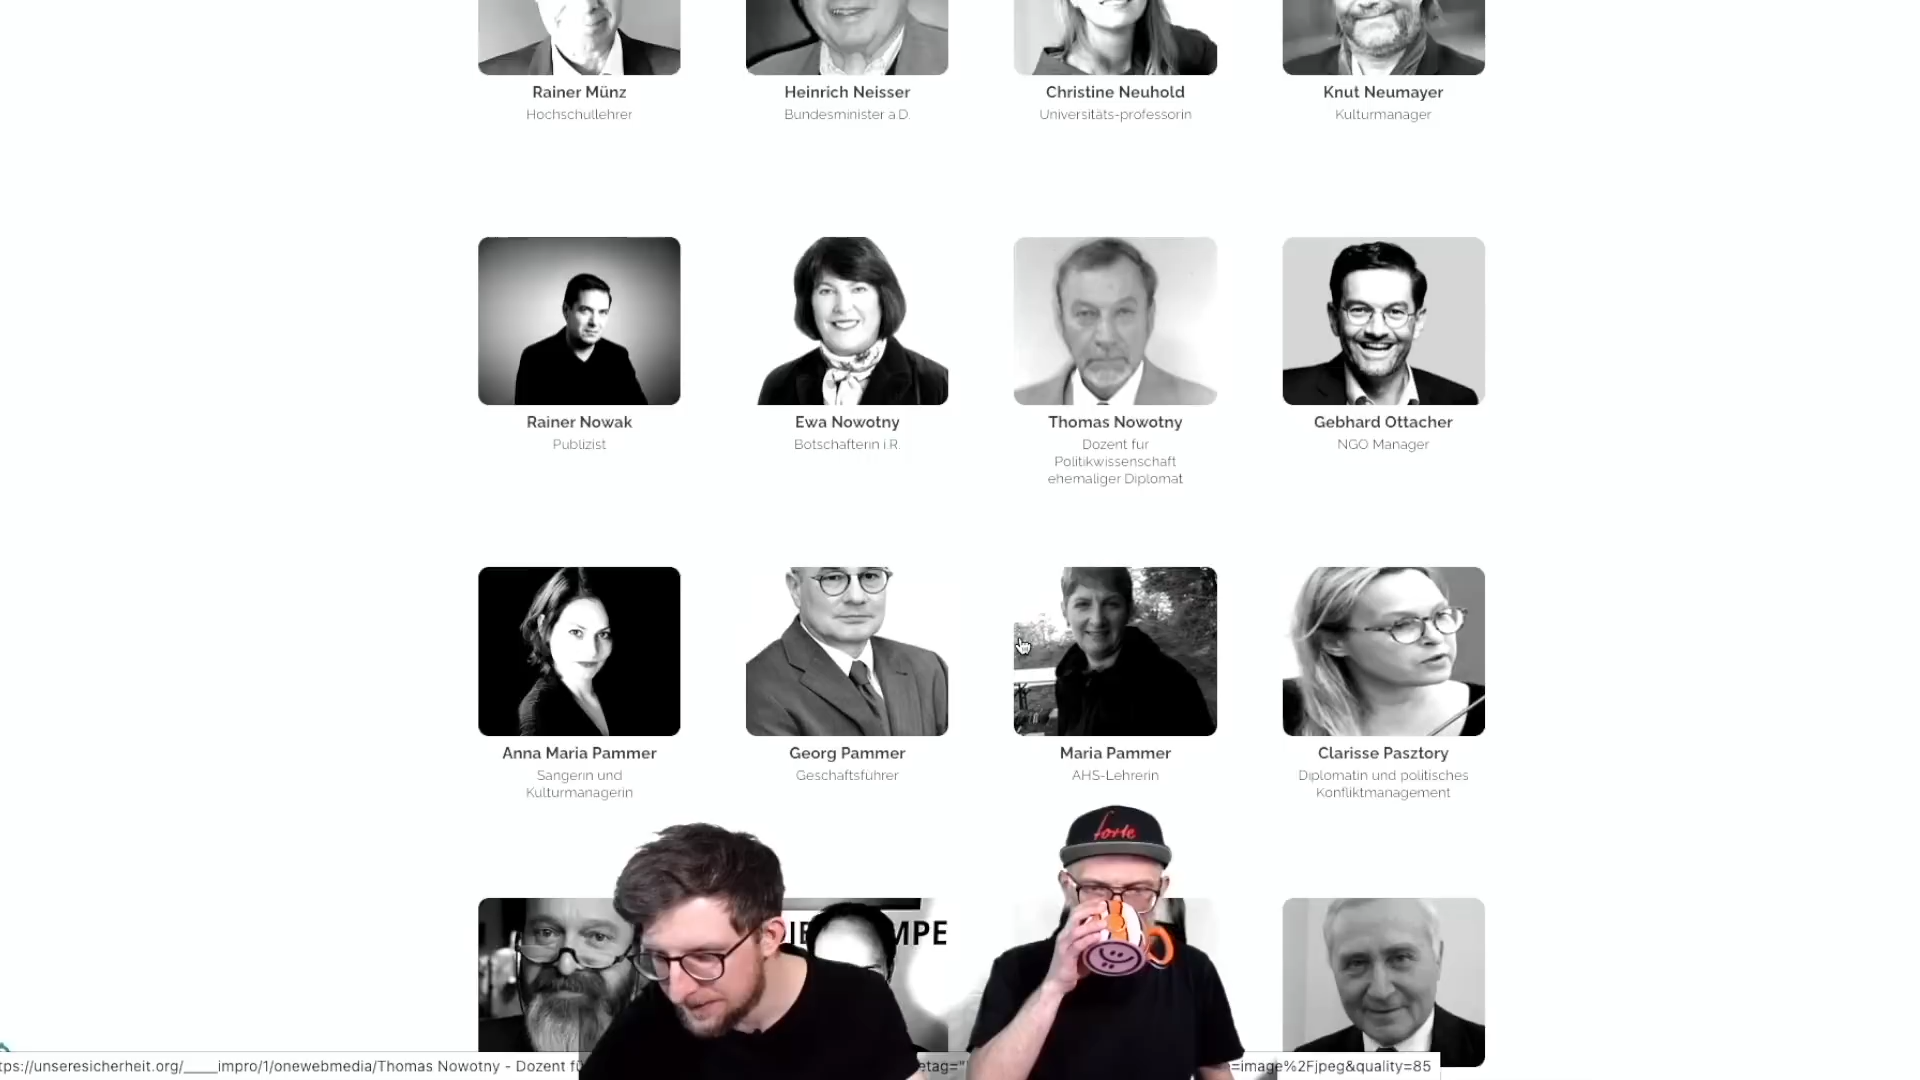 Rainer Münz
Hochschullehrer
Heinrich Neisser
Bundesminister a.D.
Christine Neuhold
Universitäts-professorin
Knut Neumayer
Kulturmanager
Rainer Nowak
Publizist
Ewa Nowotny
Botschafterin i.R.
Thomas Nowotny
Dozent für
Politikwissenschaft
ehemaliger Diplomat
Gebhard Ottacher
NGO Manager
Anna Maria Pammer
Sängerin und
Kulturmanagerin
Georg Pammer
Geschäftsführer
Maria Pammer
AHS-Lehrerin
Clarisse Pasztory
Diplomatin und politisches
Konfliktmanagement
forte
MPE
tps://unseresicherheit.org/____impro/1/onewebmedia/Thomas Nowotny - Dozent fü
etag="
=image%2Fjpeg&quality=85